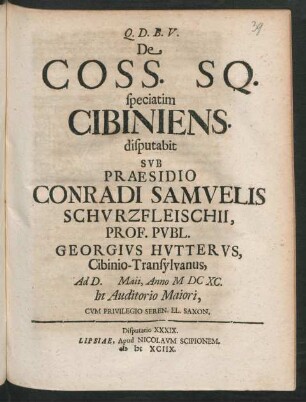 39
Q. D. B. V.
De
COSS. SQ.
speciatim
CIBINIENS.
disputabit
SVB
PRAESIDIO
CONRADI SAMVELIS
SCHVRZFLEISCHII,
PROF. PVBL.
GEORGIVS HVTTERVS,
Cibinio-Transylvanus,
Ad D. Maii, Anno M DC XC.
In Auditorio Maiori,
CVM PRIVILEGIO SEREN. EL. SAXON.
Disputatio XXXIX.
LIPSIAE, Apud NICOLAVM SCIPIONEM.